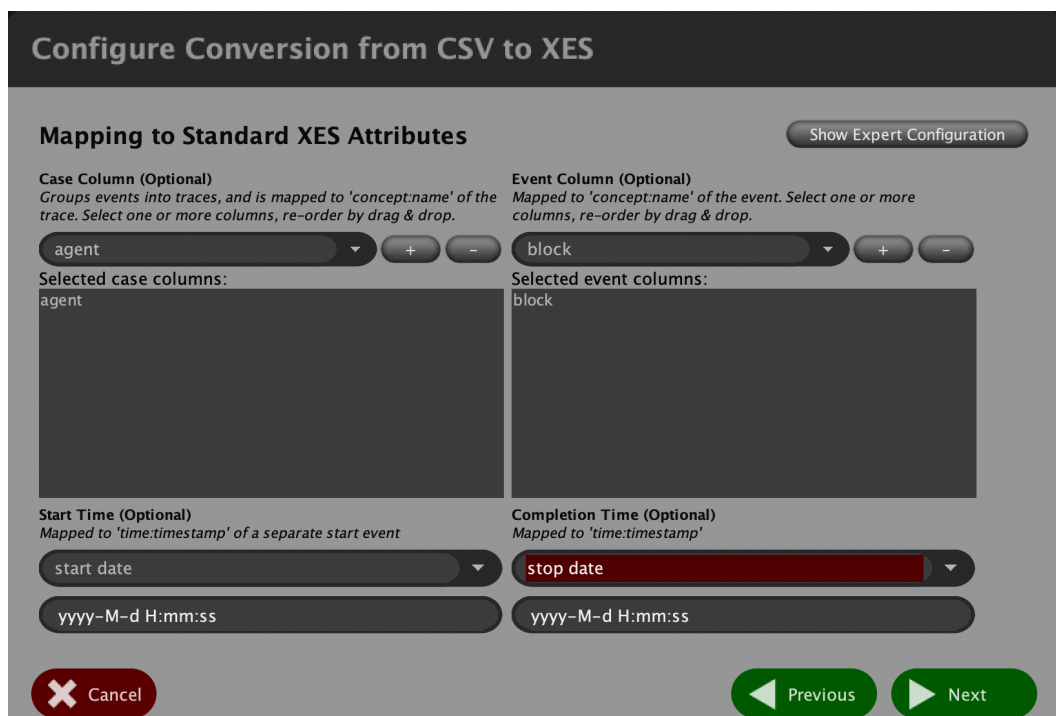 Configure Conversion from CSV to XES
Mapping to Standard XES Attributes
Show Expert Configuration
Case Column (Optional)
Groups events into traces, and is mapped to 'concept:name' of the
trace. Select one or more columns, re-order by drag & drop.
agent
+
-
Selected case columns:
agent
Event Column (Optional)
Mapped to 'concept:name' of the event. Select one or more
columns, re-order by drag & drop.
block
+
-
Selected event columns:
block
Start Time (Optional)
Mapped to 'time:timestamp' of a separate start event
start date
yyyy-M-d H:mm:ss
Completion Time (Optional)
Mapped to 'time:timestamp'
stop date
yyyy-M-d H:mm:ss
Cancel
Previous
Next